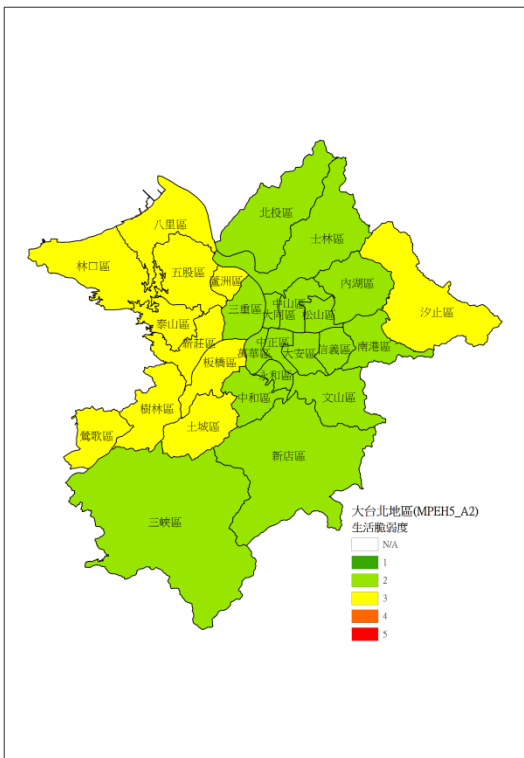 北投區
士林區
八里區
林口區
五股區
蘆洲區
內湖區
汐止區
三重區
中山區
大同區
松山區
泰山區
新莊區
中正區
萬華區
大安區
信義區
南港區
板橋區
永和區
中和區
文山區
樹林區
土城區
鶯歌區
新店區
三峽區
大台北地區(MPEH5_A2)
生活脆弱度
N/A
1
2
3
4
5